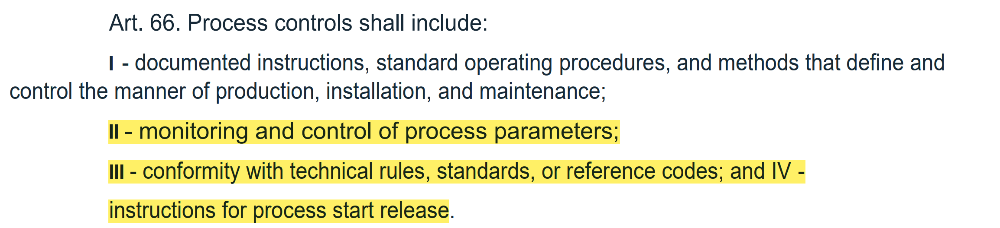 Art. 66. Process controls shall include:
I - documented instructions, standard operating procedures, and methods that define and
control the manner of production, installation, and maintenance;
II - monitoring and control of process parameters;
III - conformity with technical rules, standards, or reference codes; and IV -
instructions for process start release.